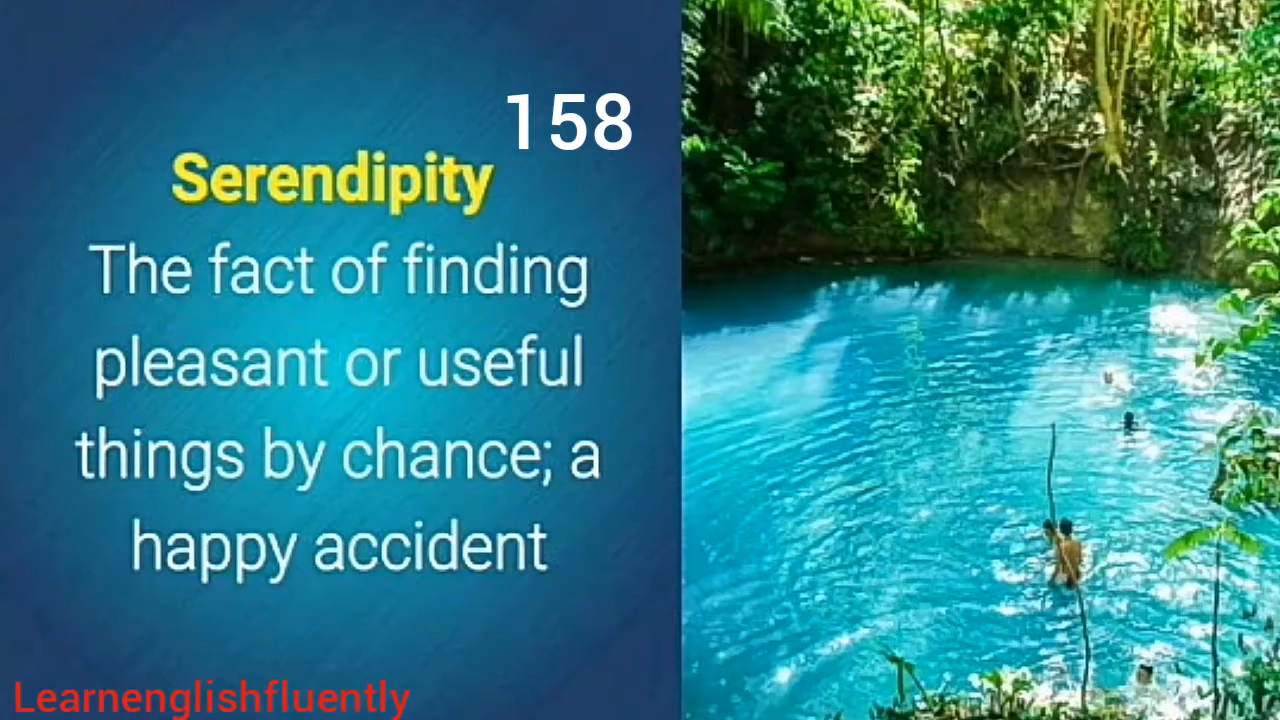 158
Serendipity
The fact of finding
pleasant or useful
things by chance; a
happy accident
Learnenglishfluently